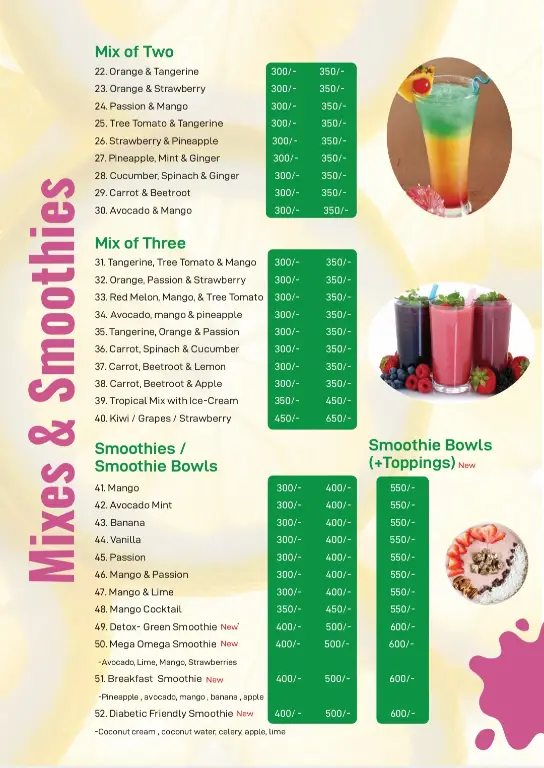 Mixes & Smoothies
Mix of Two
22. Orange & Tangerine 300/- 350/-
23. Orange & Strawberry 300/- 350/-
24. Passion & Mango 300/- 350/-
25. Tree Tomato & Tangerine 300/- 350/-
26. Strawberry & Pineapple 300/- 350/-
27. Pineapple, Mint & Ginger 300/- 350/-
28. Cucumber, Spinach & Ginger 300/- 350/-
29. Carrot & Beetroot 300/- 350/-
30. Avocado & Mango 300/- 350/-
Mix of Three
31. Tangerine, Tree Tomato & Mango 300/- 350/-
32. Orange, Passion & Strawberry 300/- 350/-
33. Red Melon, Mango, & Tree Tomato 300/- 350/-
34. Avocado, mango & pineapple 300/- 350/-
35. Tangerine, Orange & Passion 300/- 350/-
36. Carrot, Spinach & Cucumber 300/- 350/-
37. Carrot, Beetroot & Lemon 300/- 350/-
38. Carrot, Beetroot & Apple 300/- 350/-
39. Tropical Mix with Ice-Cream 350/- 450/-
40. Kiwi / Grapes / Strawberry 450/- 650/-
Smoothies /
Smoothie Bowls
Smoothie Bowls
(+Toppings) New
41. Mango 300/- 400/- 550/-
42. Avocado Mint 300/- 400/- 550/-
43. Banana 300/- 400/- 550/-
44. Vanilla 300/- 400/- 550/-
45. Passion 300/- 400/- 550/-
46. Mango & Passion 300/- 400/- 550/-
47. Mango & Lime 300/- 400/- 550/-
48. Mango Cocktail 350/- 450/- 550/-
49. Detox- Green Smoothie New 400/- 500/- 600/-
50. Mega Omega Smoothie New 400/- 500/- 600/-
-Avocado, Lime, Mango, Strawberries
51. Breakfast Smoothie New 400/- 500/- 600/-
-Pineapple , avocado, mango , banana , apple
52. Diabetic Friendly Smoothie New 400/- 500/- 600/-
-Coconut cream , coconut water, celery, apple, lime